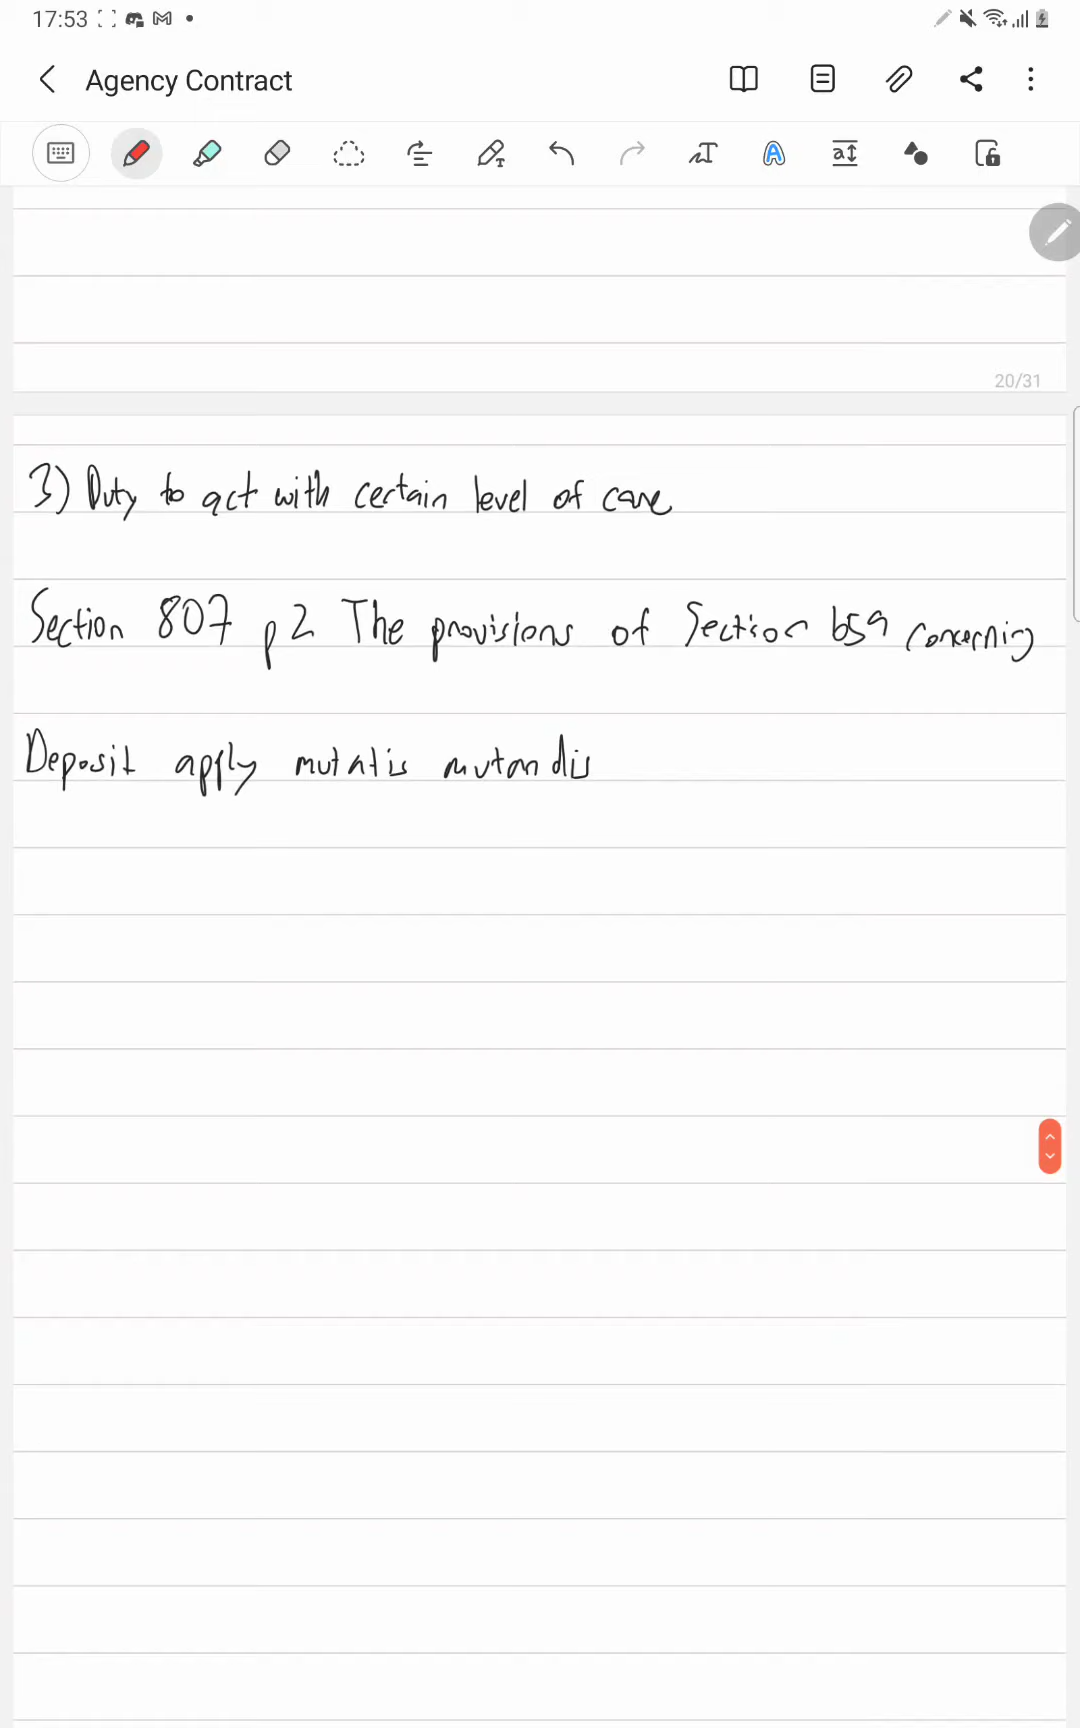 17:53
Agency Contract
20/31
3) Duty to act with certain level of care
Section 807 p2 The provisions of Section 659 concerning
Deposit apply mutatis mutandis